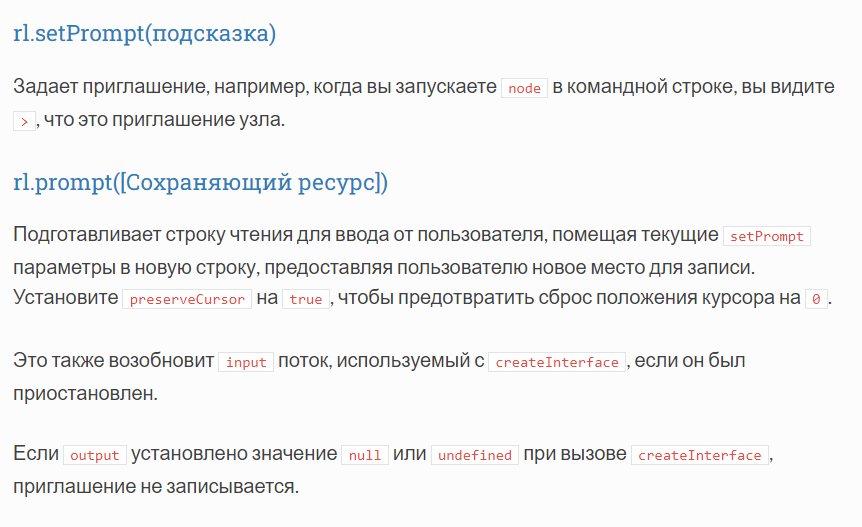 rl.setPrompt(подсказка)
Задает приглашение, например, когда вы запускаете node в командной строке, вы видите
>, что это приглашение узла.
rl.prompt([Сохраняющий ресурс])
Подготавливает строку чтения для ввода от пользователя, помещая текущие setPrompt
параметры в новую строку, предоставляя пользователю новое место для записи.
Установите preserveCursor на true, чтобы предотвратить сброс положения курсора на 0.
Это также возобновит input поток, используемый с createInterface, если он был
приостановлен.
Если output установлено значение null или undefined при вызове createInterface,
приглашение не записывается.